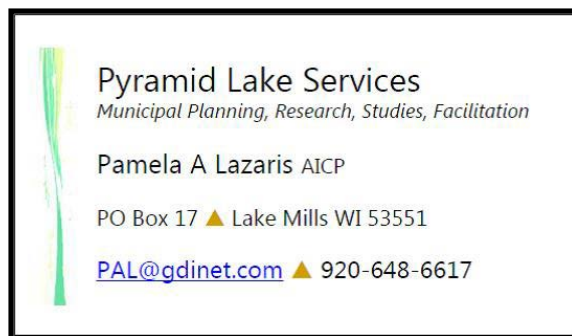 Pyramid Lake Services
Municipal Planning, Research, Studies, Facilitation
Pamela A Lazaris AICP
PO Box 17 ▲ Lake Mills WI 53551
PAL@gdinet.com ▲ 920-648-6617